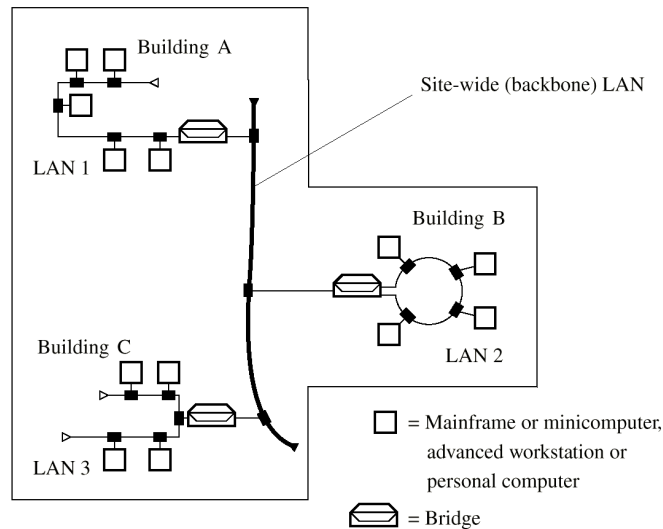 Building A
Site-wide (backbone) LAN
LAN 1
Building B
LAN 2
Building C
LAN 3
= Mainframe or minicomputer,
advanced workstation or
personal computer
= Bridge